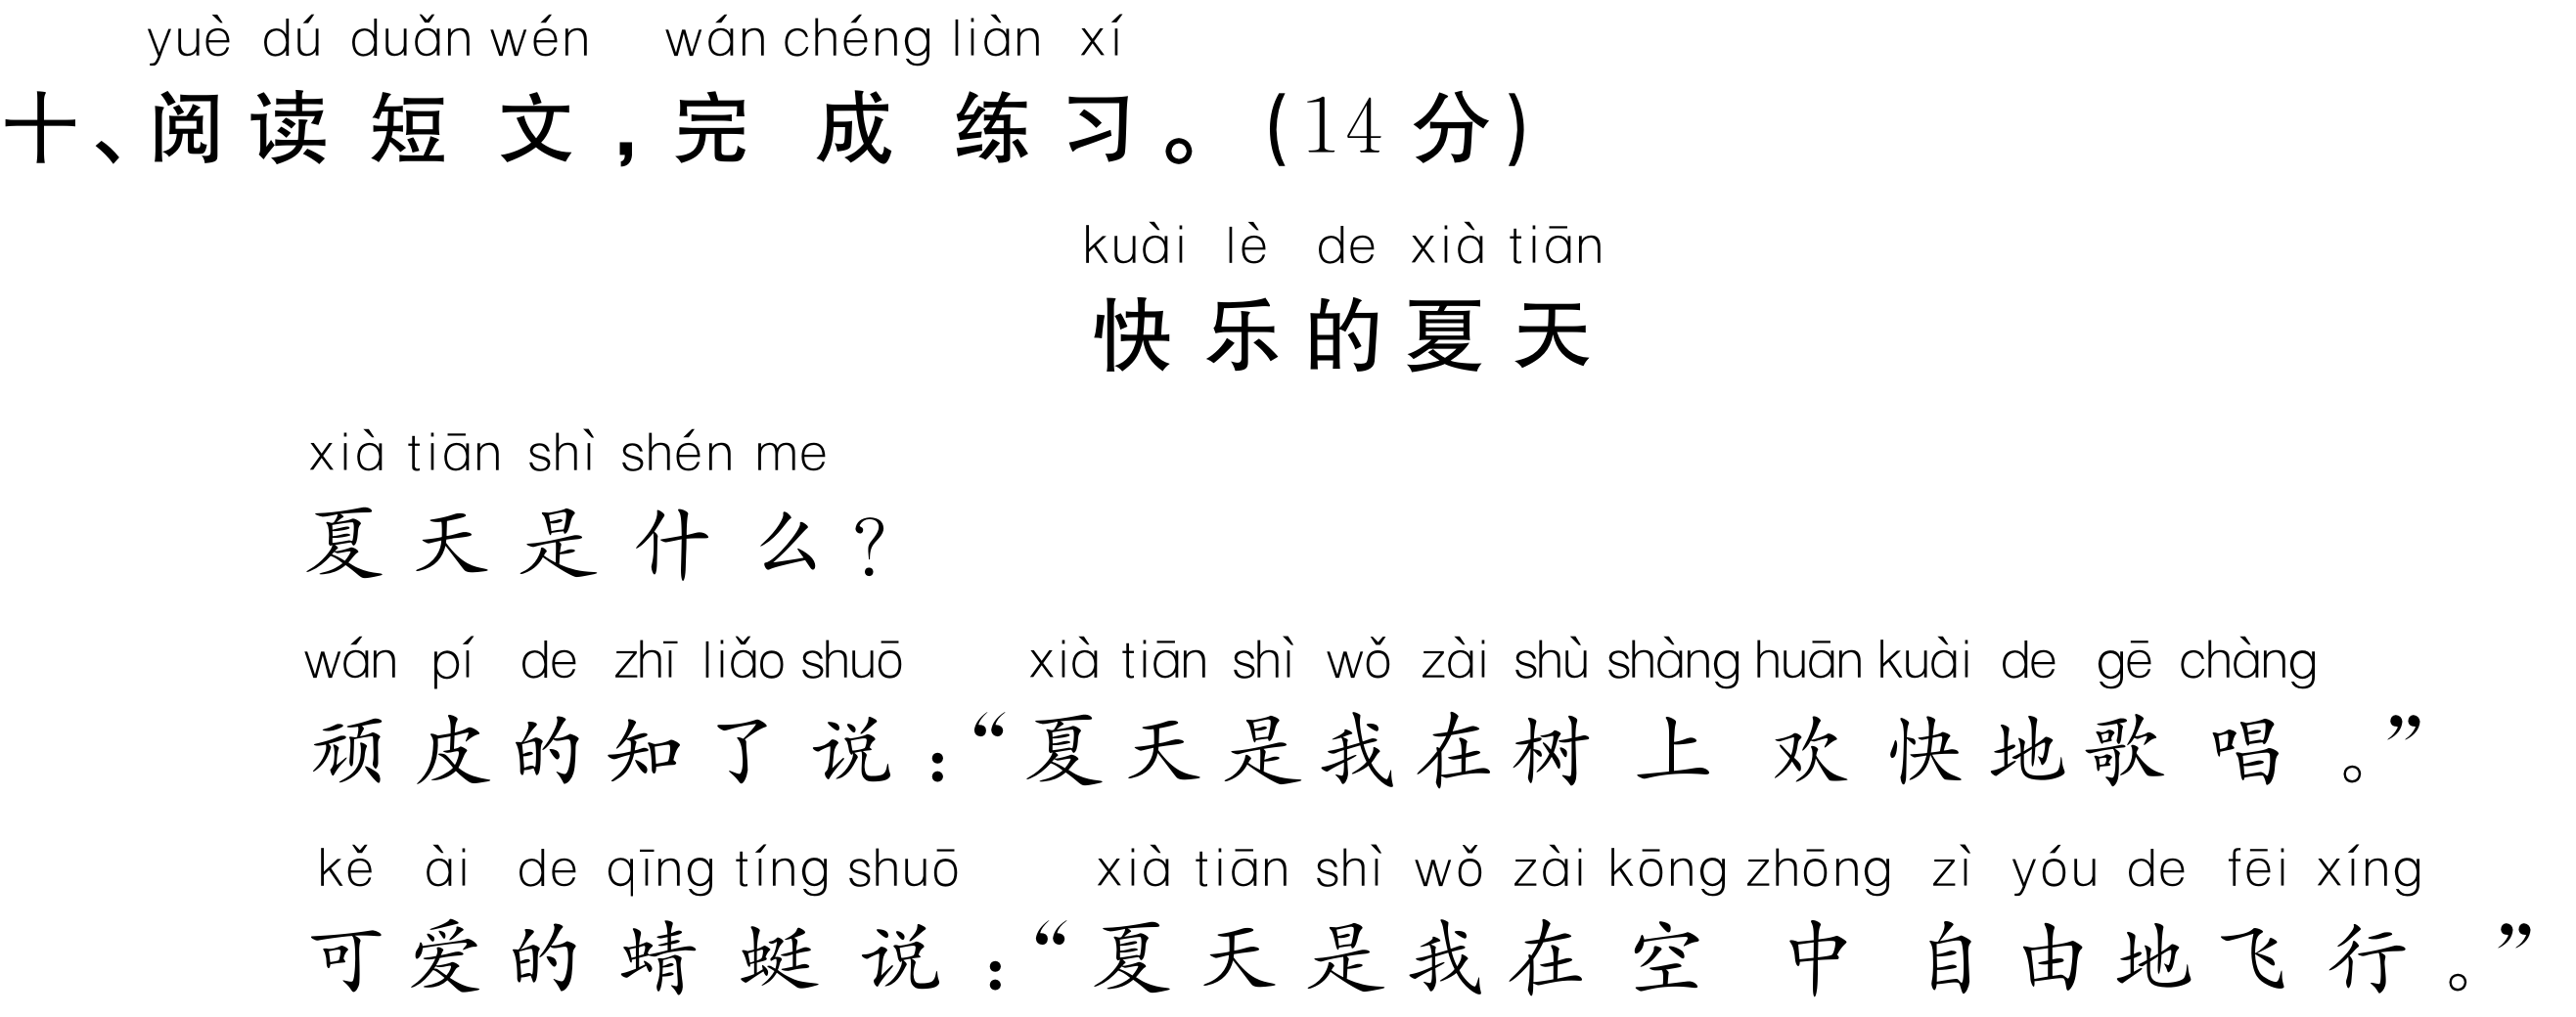 yuè dú duǎn wén wán chéng liàn xí
十、阅读短文,完成练习。(14分)
kuài lè de xià tiān
快乐的夏天
xià tiān shì shén me
夏天是什么?
wán pí de zhī liǎo shuō xià tiān shì wǒ zài shù shàng huān kuài de gē chàng
顽皮的知了说:“夏天是我在树上欢快地歌唱。”
kě ài de qīng tíng shuō xià tiān shì wǒ zài kōng zhōng zì yóu de fēi xíng
可爱的蜻蜓说:“夏天是我在空中自由地飞行。”